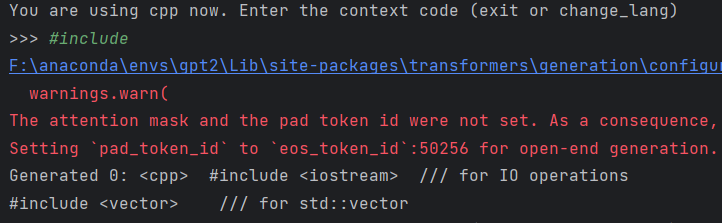 You are using cpp now. Enter the context code (exit or change_lang)
>>> #include
F:\anaconda\envs\gpt2\Lib\site-packages\transformers\generation\configu
warnings.warn(
The attention mask and the pad token id were not set. As a consequence,
Setting `pad_token_id` to `eos_token_id`:50256 for open-end generation.
Generated 0: <cpp>  #include <iostream>  /// for IO operations
#include <vector>    /// for std::vector